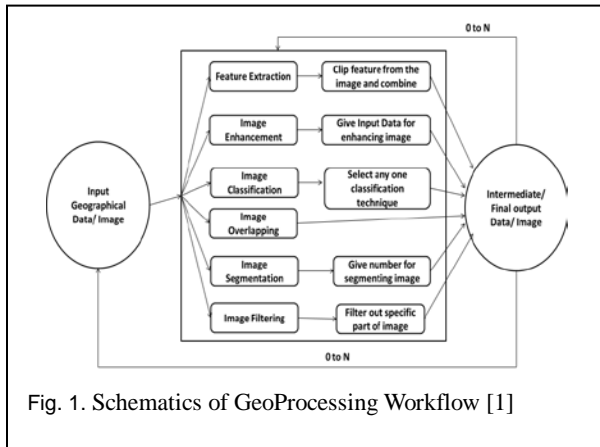 0 to N
Feature Extraction
Clip feature from the
image and combine
Image
Enhancement
Give Input Data for
enhancing image
Input
Geographical
Data/ Image
Image
Classification
Select any one
classification
technique
Intermediate/
Final output
Data/ Image
Image
Overlapping
Image
Segmentation
Give number for
segmenting image
Image Filtering
Filter out specific
part of image
0 to N
Fig. 1. Schematics of GeoProcessing Workflow [1]